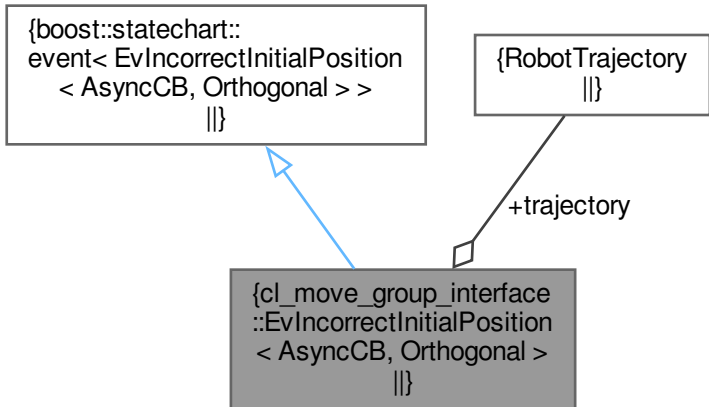 {boost::statechart::
event< EvIncorrectInitialPosition
< AsyncCB, Orthogonal > >
||}
{RobotTrajectory
||}
+trajectory
{cl_move_group_interface
::EvIncorrectInitialPosition
< AsyncCB, Orthogonal >
||}